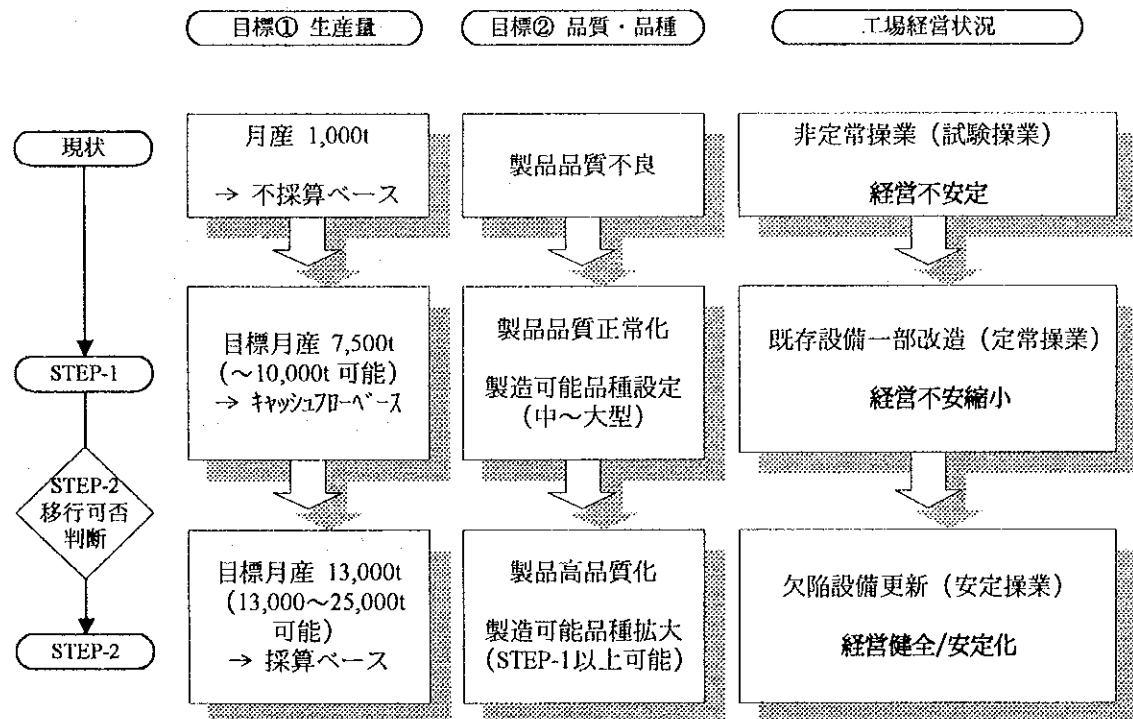 目標① 生産量
目標② 品質・品種
工場経営状況
現状
月産 1,000t
→ 不採算ベース
製品品質不良
非定常操業（試験操業）
経営不安定
STEP-1
目標月産 7,500t
（～10,000t 可能）
→ ｷｬｯｼｭﾌﾛｰﾍﾞｰｽ
製品品質正常化
製造可能品種設定
（中～大型）
既存設備一部改造（定常操業）
経営不安縮小
STEP-2
移行可否
判断
STEP-2
目標月産 13,000t
（13,000～25,000t
可能）
→ 採算ベース
製品高品質化
製造可能品種拡大
(STEP-1以上可能）
欠陥設備更新（安定操業）
経営健全/安定化